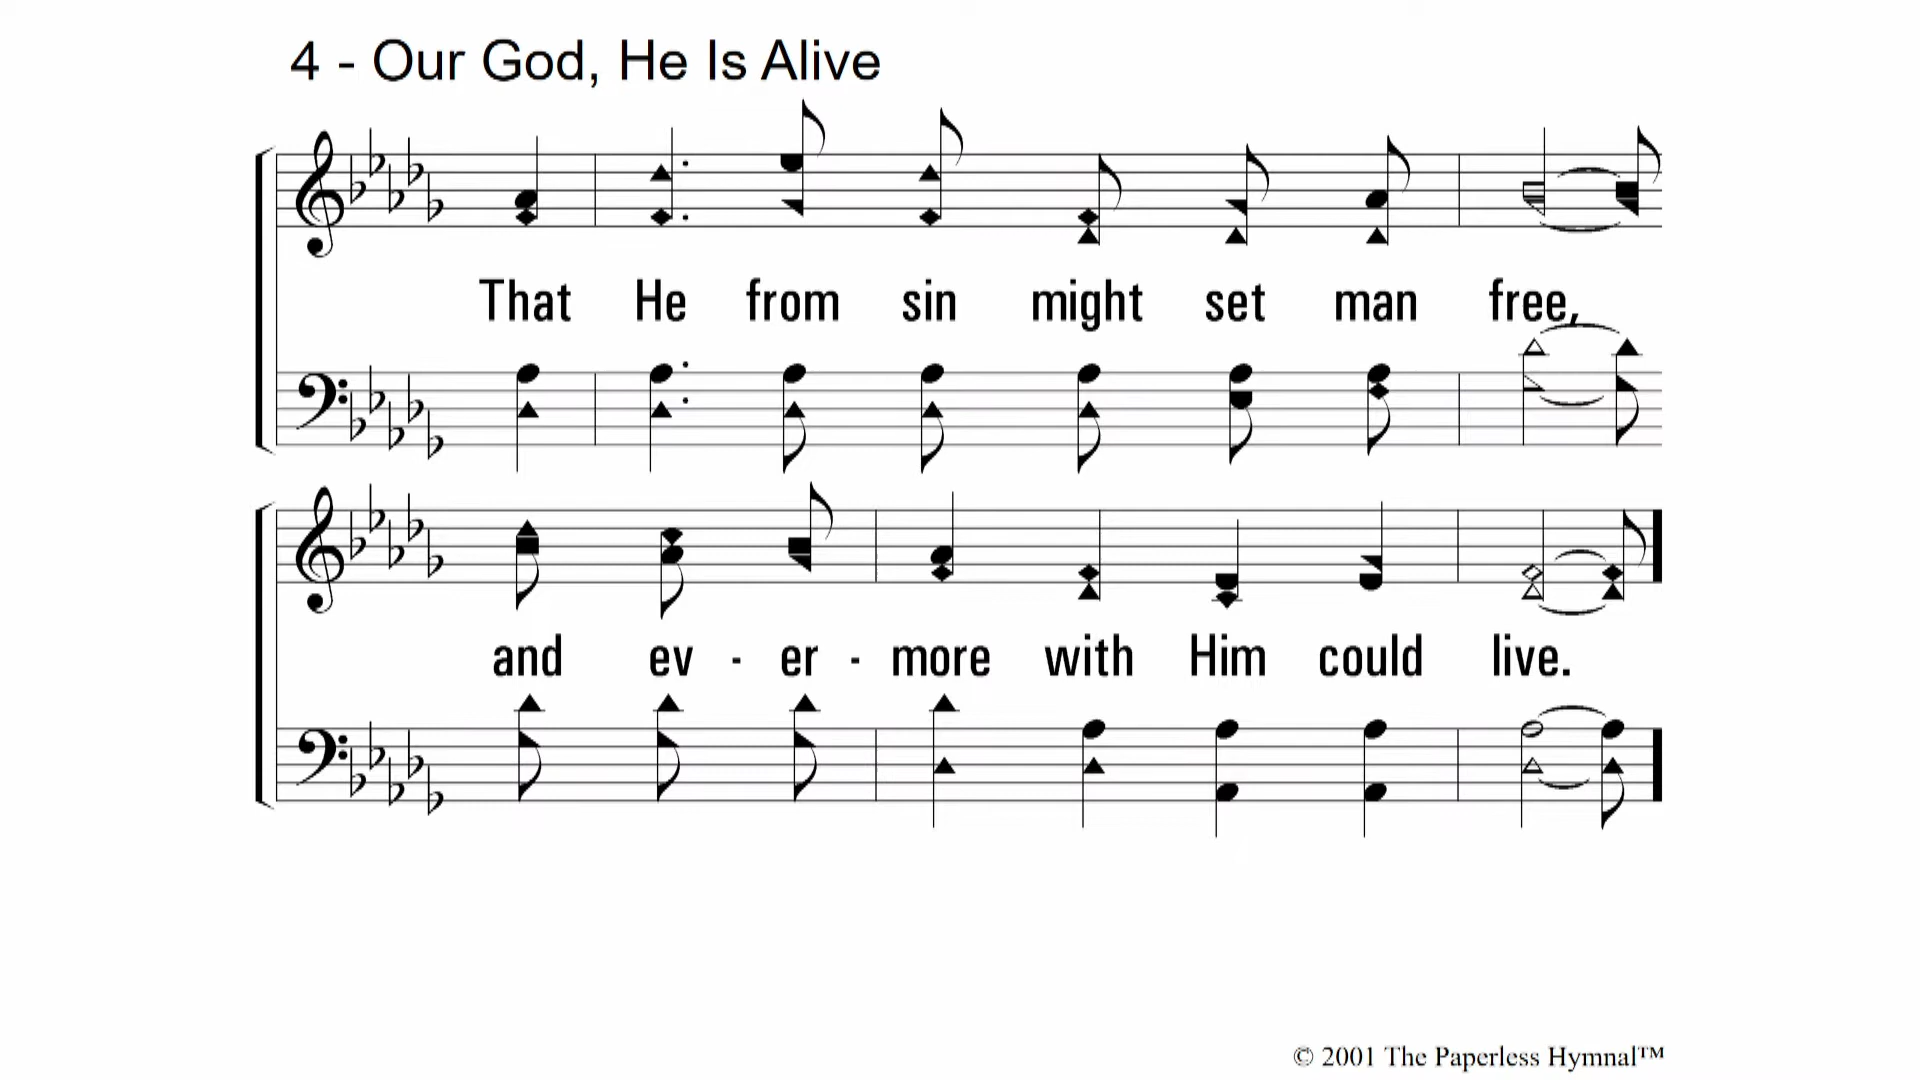 4 - Our God, He Is Alive
That He from sin might set man free,
and ev - er - more with Him could live.
© 2001 The Paperless Hymnal™